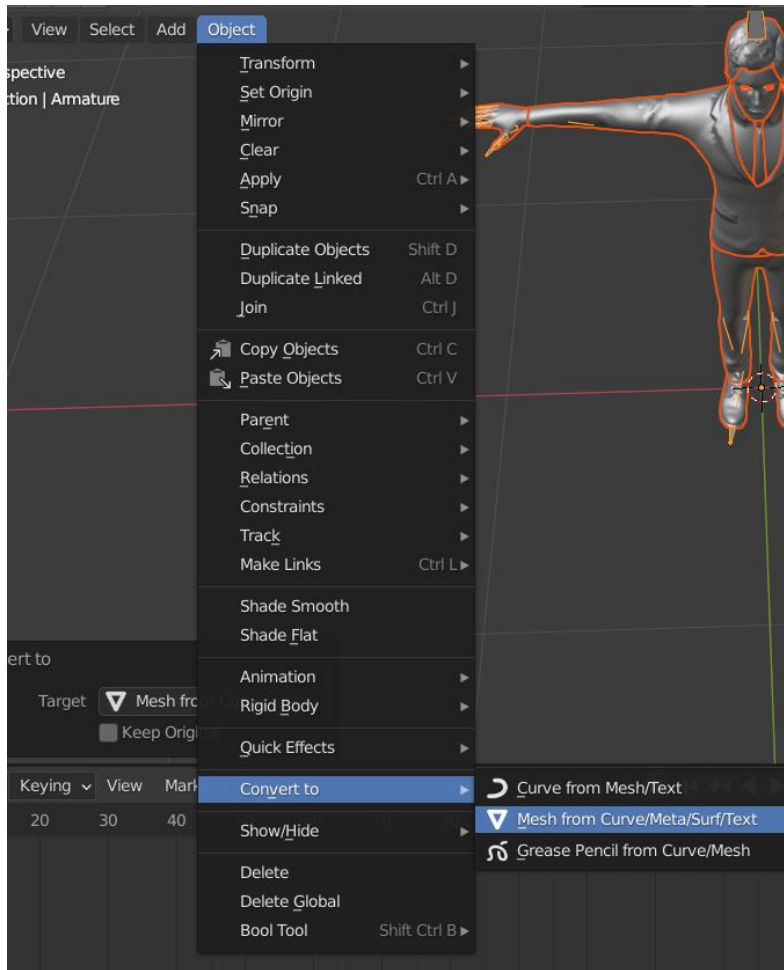 View Select Add Object
spective
ction | Armature
Transform
Set Origin
Mirror
Clear
Apply Ctrl A
Snap
Duplicate Objects Shift D
Duplicate Linked Alt D
Join Ctrl J
Copy Objects Ctrl C
Paste Objects Ctrl V
Parent
Collection
Relations
Constraints
Track
Make Links Ctrl L
Shade Smooth
Shade Flat
ert to
Animation
Target Mesh fro
Rigid Body
Keep Orig
Quick Effects
Keying View Mark
Convert to
Curve from Mesh/Text
Mesh from Curve/Meta/Surf/Text
Grease Pencil from Curve/Mesh
20 30 40
Show/Hide
Delete
Delete Global
Bool Tool Shift Ctrl B